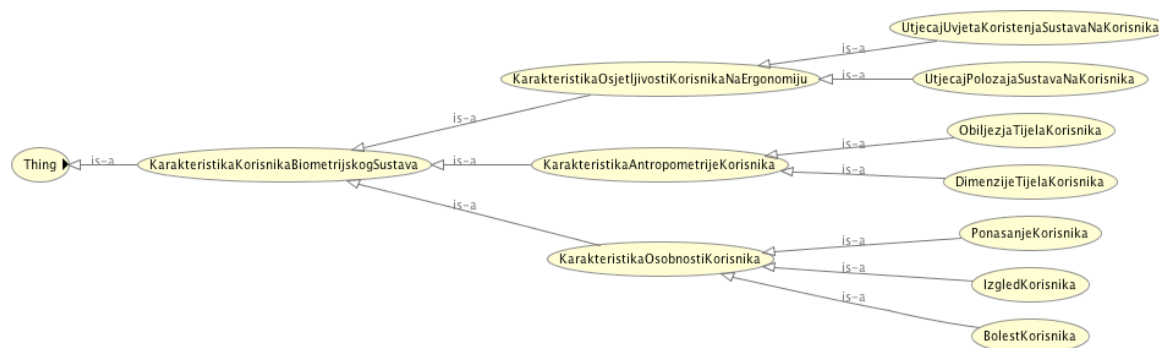 UtjecajUvjetaKoristenjaSustavaNaKorisnika
is-a
KarakteristikaOsjetljivostiKorisnikaNaErgonomiju
is-a
UtjecajPolozajaSustavaNaKorisnika
is-a
ObiljezjaTijelaKorisnika
is-a
Thing
is-a
KarakteristikaKorisnikaBiometrijskogSustava
is-a
KarakteristikaAntropometrijeKorisnika
is-a
DimenzijeTijelaKorisnika
is-a
PonasanjeKorisnika
is-a
KarakteristikaOsobnostiKorisnika
is-a
IzgledKorisnika
is-a
BolestKorisnika